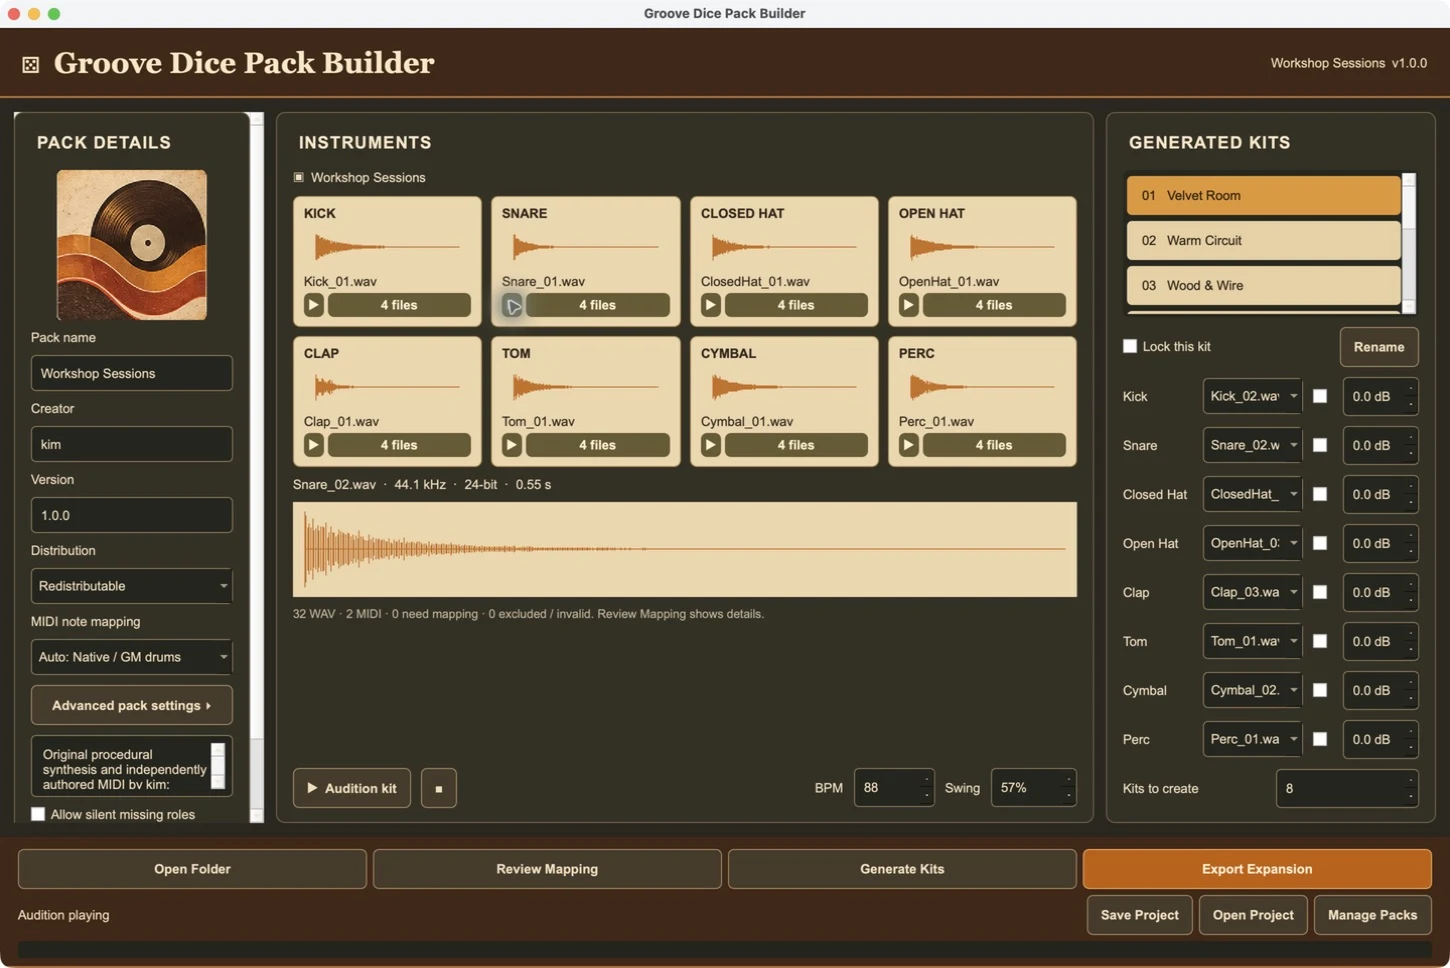 Groove Dice Pack Builder
Groove Dice Pack Builder
Workshop Sessions v1.0.0
PACK DETAILS
Pack name
Workshop Sessions
Creator
kim
Version
1.0.0
Distribution
Redistributable
MIDI note mapping
Auto: Native / GM drums
Advanced pack settings
Original procedural
synthesis and independently
authored MIDI by kim:
Allow silent missing roles
INSTRUMENTS
Workshop Sessions
KICK
Kick_01.wav
4 files
SNARE
Snare_01.wav
4 files
CLOSED HAT
ClosedHat_01.wav
4 files
OPEN HAT
OpenHat_01.wav
4 files
CLAP
Clap_01.wav
4 files
TOM
Tom_01.wav
4 files
CYMBAL
Cymbal_01.wav
4 files
PERC
Perc_01.wav
4 files
Snare_02.wav · 44.1 kHz · 24-bit · 0.55 s
32 WAV · 2 MIDI · 0 need mapping · 0 excluded / invalid. Review Mapping shows details.
Audition kit
BPM 88 Swing 57%
GENERATED KITS
01 Velvet Room
02 Warm Circuit
03 Wood & Wire
Lock this kit
Rename
Kick Kick_02.wa 0.0 dB
Snare Snare_02.w 0.0 dB
Closed Hat ClosedHat_ 0.0 dB
Open Hat OpenHat_0 0.0 dB
Clap Clap_03.wa 0.0 dB
Tom Tom_01.wa 0.0 dB
Cymbal Cymbal_02. 0.0 dB
Perc Perc_01.wa 0.0 dB
Kits to create 8
Open Folder
Review Mapping
Generate Kits
Export Expansion
Audition playing
Save Project
Open Project
Manage Packs